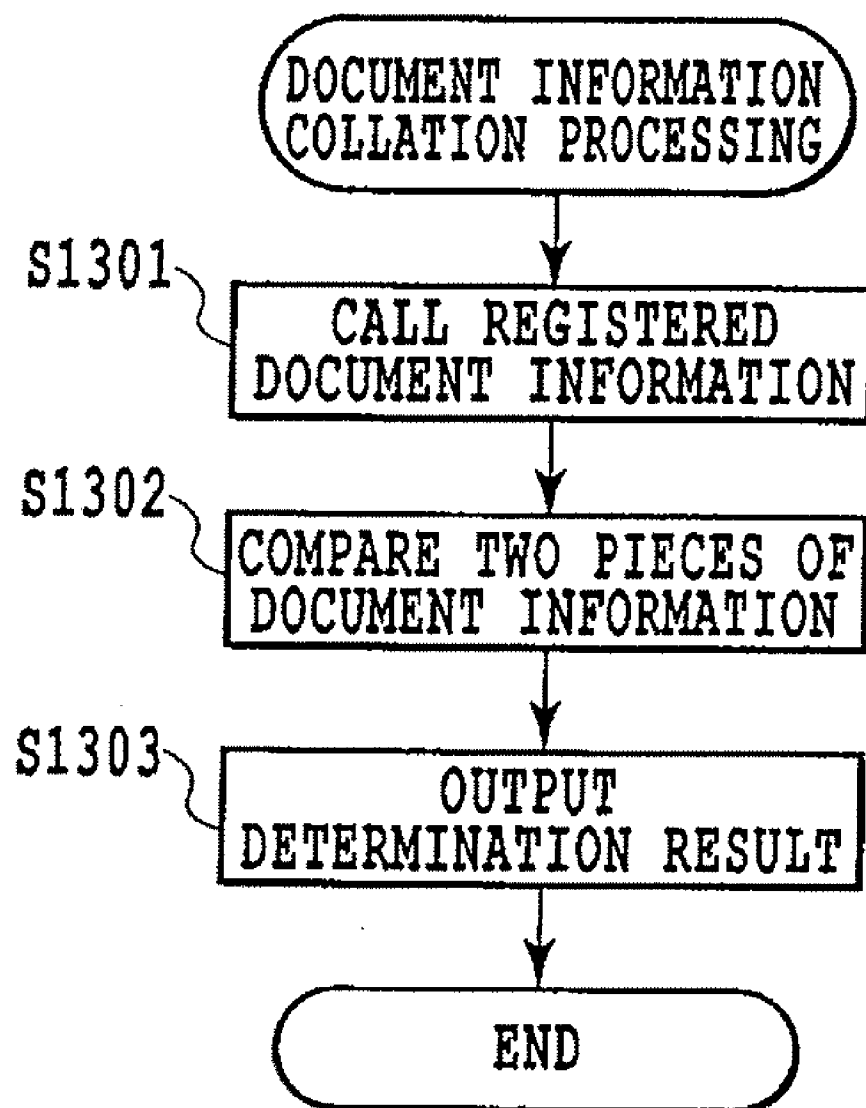 DOCUMENT INFORMATION
COLLATION PROCESSING
S1301
CALL REGISTERED
DOCUMENT INFORMATION
S1302
COMPARE TWO PIECES OF
DOCUMENT INFORMATION
S1303
OUTPUT
DETERMINATION RESULT
END